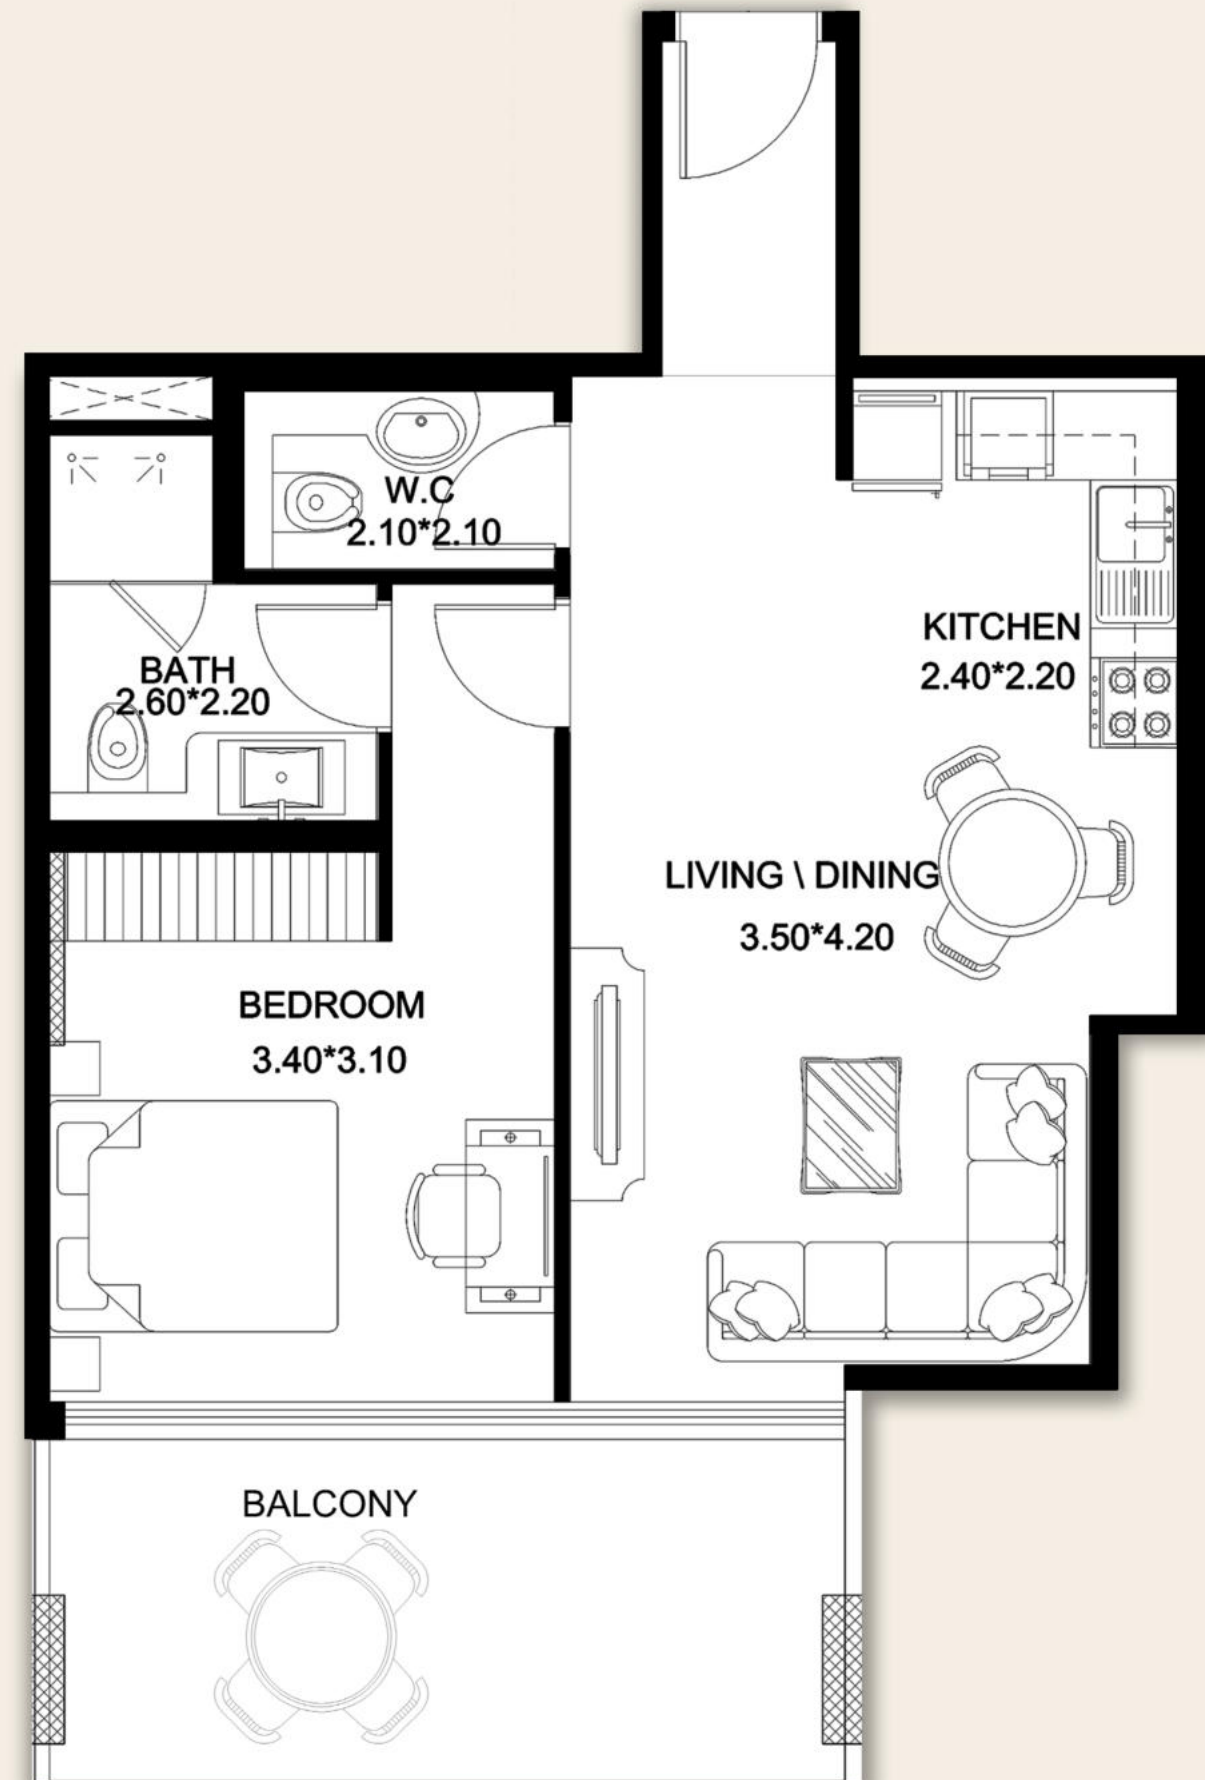 W.C
2.10*2.10
KITCHEN
2.40*2.20
BATH
2.60*2.20
LIVING \ DINING
3.50*4.20
BEDROOM
3.40*3.10
BALCONY